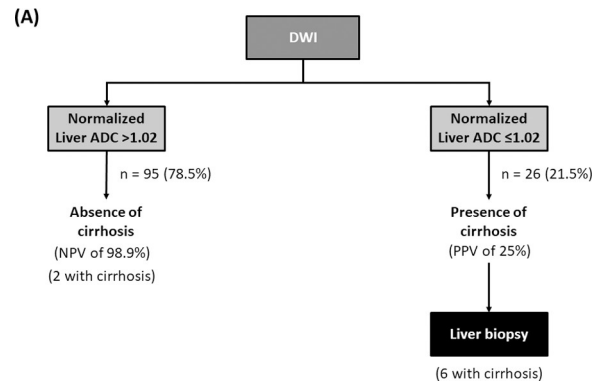 (A)
DWI
Normalized
Liver ADC >1.02
Normalized
Liver ADC ≤1.02
n = 95 (78.5%)
n = 26 (21.5%)
Absence of
cirrhosis
(NPV of 98.9%)
(2 with cirrhosis)
Presence of
cirrhosis
(PPV of 25%)
Liver biopsy
(6 with cirrhosis)